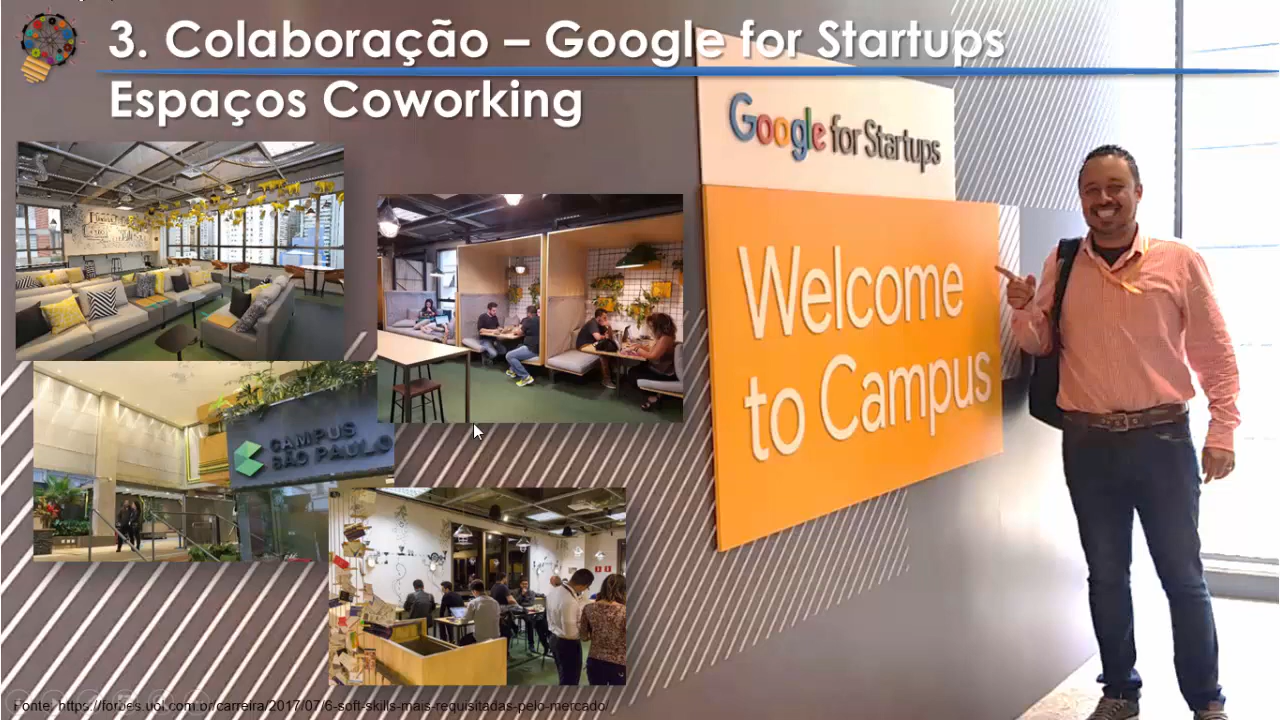 3. Colaboração – Google for Startups
Espaços Coworking
Google for Startups
Welcome
to Campus
CAMPUS
SÃO PAULO
Fonte: https://forbes.uol.com.br/carreira/2017/07/6-soft-skills-mais-requisitadas-pelo-mercado/